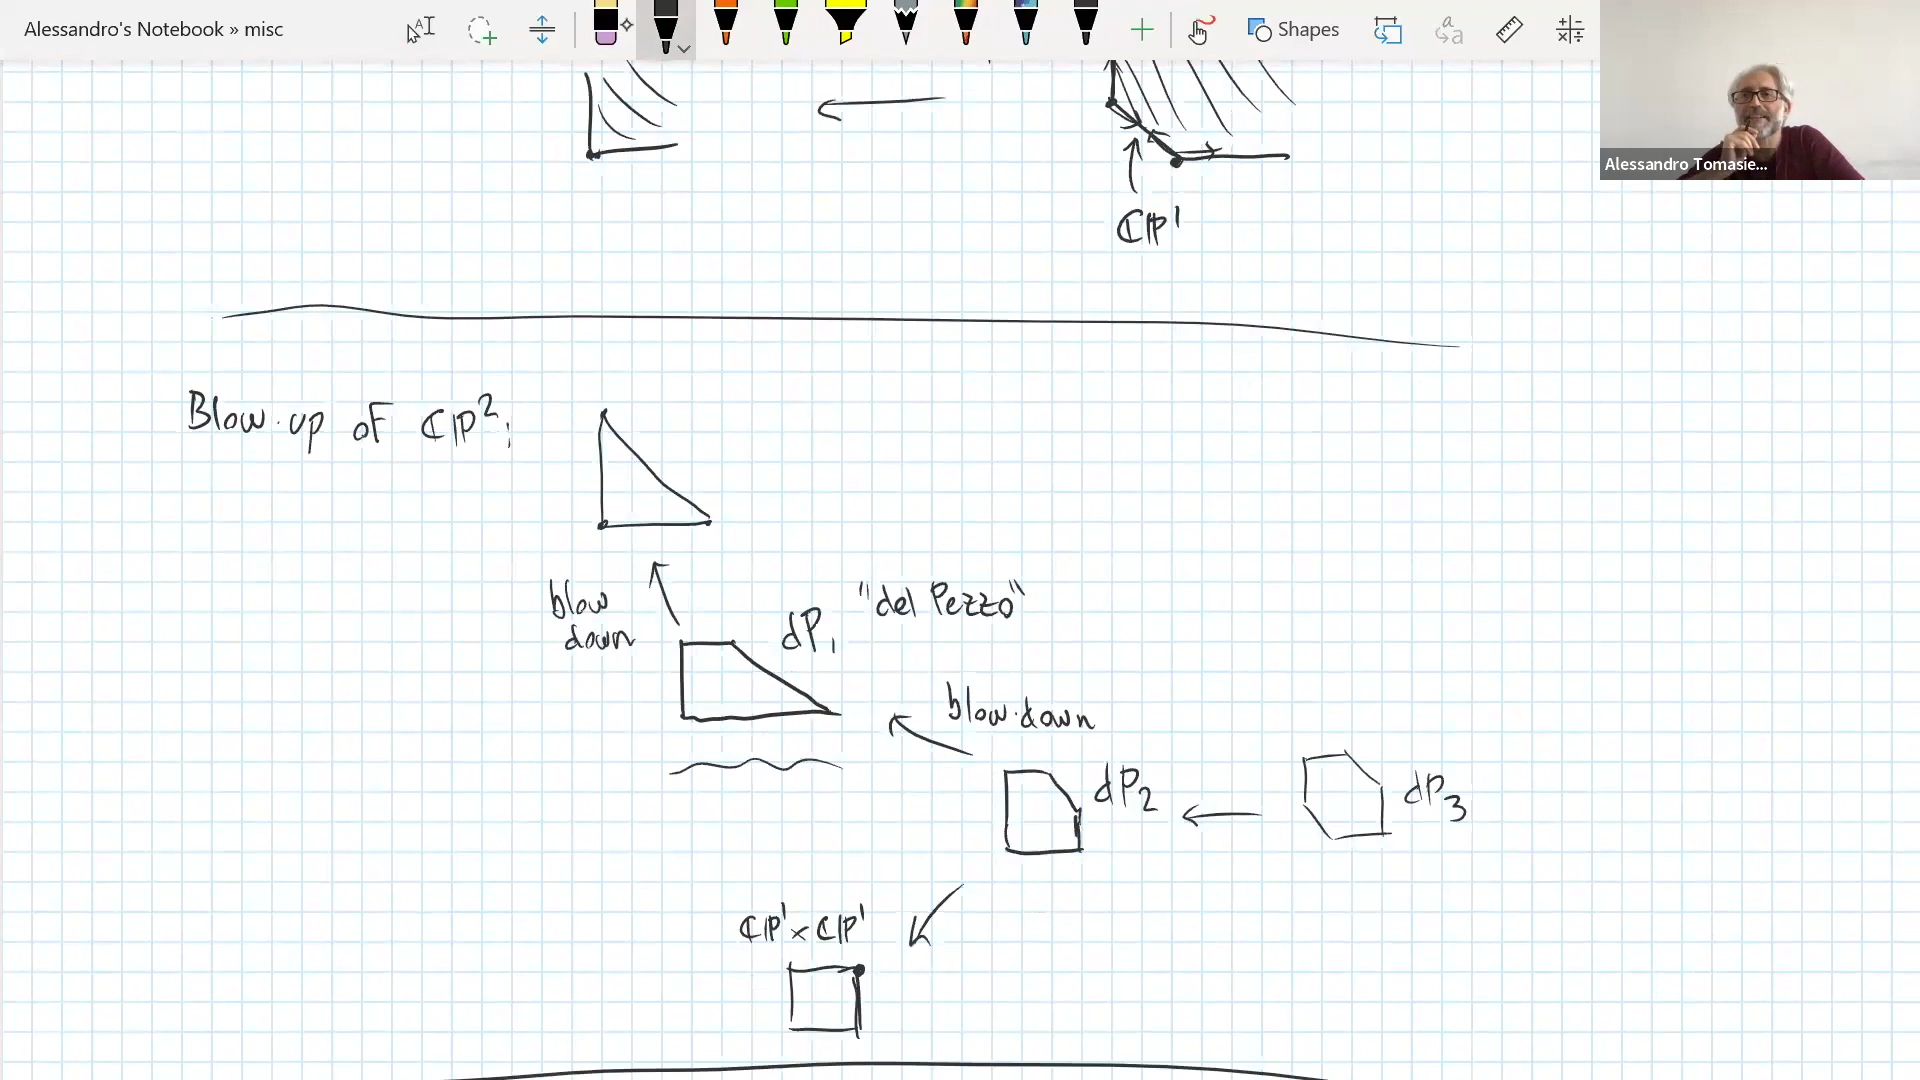 Alessandro's Notebook » misc
Shapes
Alessandro Tomasie...
ℂℙ¹
Blow-up of ℂℙ²:
blow
down
dP₁
"del Pezzo"
blow-down
dP₂
dP₃
ℂℙ¹×ℂℙ¹